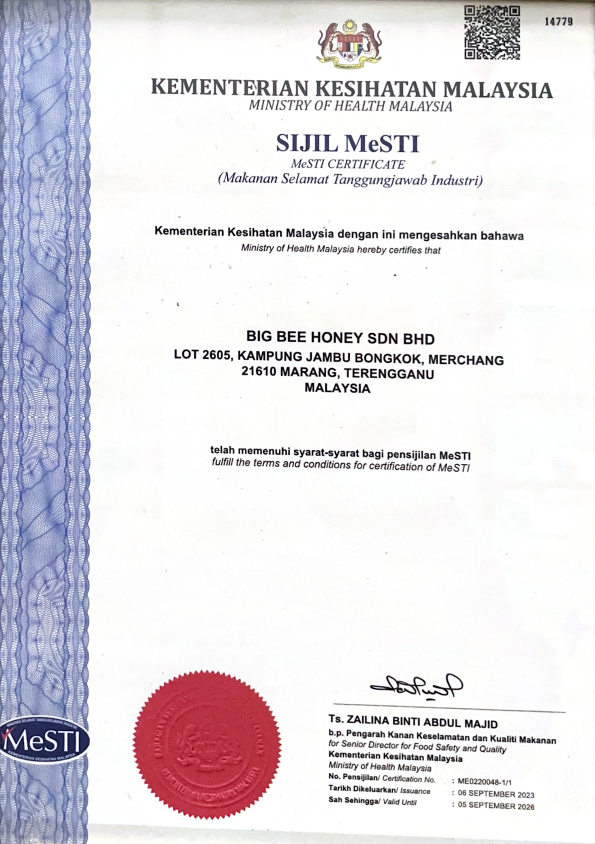 14779
KEMENTERIAN KESIHATAN MALAYSIA
MINISTRY OF HEALTH MALAYSIA
SIJIL MeSTI
MeSTI CERTIFICATE
(Makanan Selamat Tanggungjawab Industri)
Kementerian Kesihatan Malaysia dengan ini mengesahkan bahawa
Ministry of Health Malaysia hereby certifies that
BIG BEE HONEY SDN BHD
LOT 2605, KAMPUNG JAMBU BONGKOK, MERCHANG
21610 MARANG, TERENGGANU
MALAYSIA
telah memenuhi syarat-syarat bagi pensijilan MeSTI
fulfill the terms and conditions for certification of MeSTI
MeSTI
Ts. ZAILINA BINTI ABDUL MAJID
b.p. Pengarah Kanan Keselamatan dan Kualiti Makanan
for Senior Director for Food Safety and Quality
Kementerian Kesihatan Malaysia
Ministry of Health Malaysia
No. Pensijilan/ Certification No. : ME0220048-1/1
Tarikh Dikeluarkan/ Issuance : 06 SEPTEMBER 2023
Sah Sehingga/ Valid Until : 05 SEPTEMBER 2026